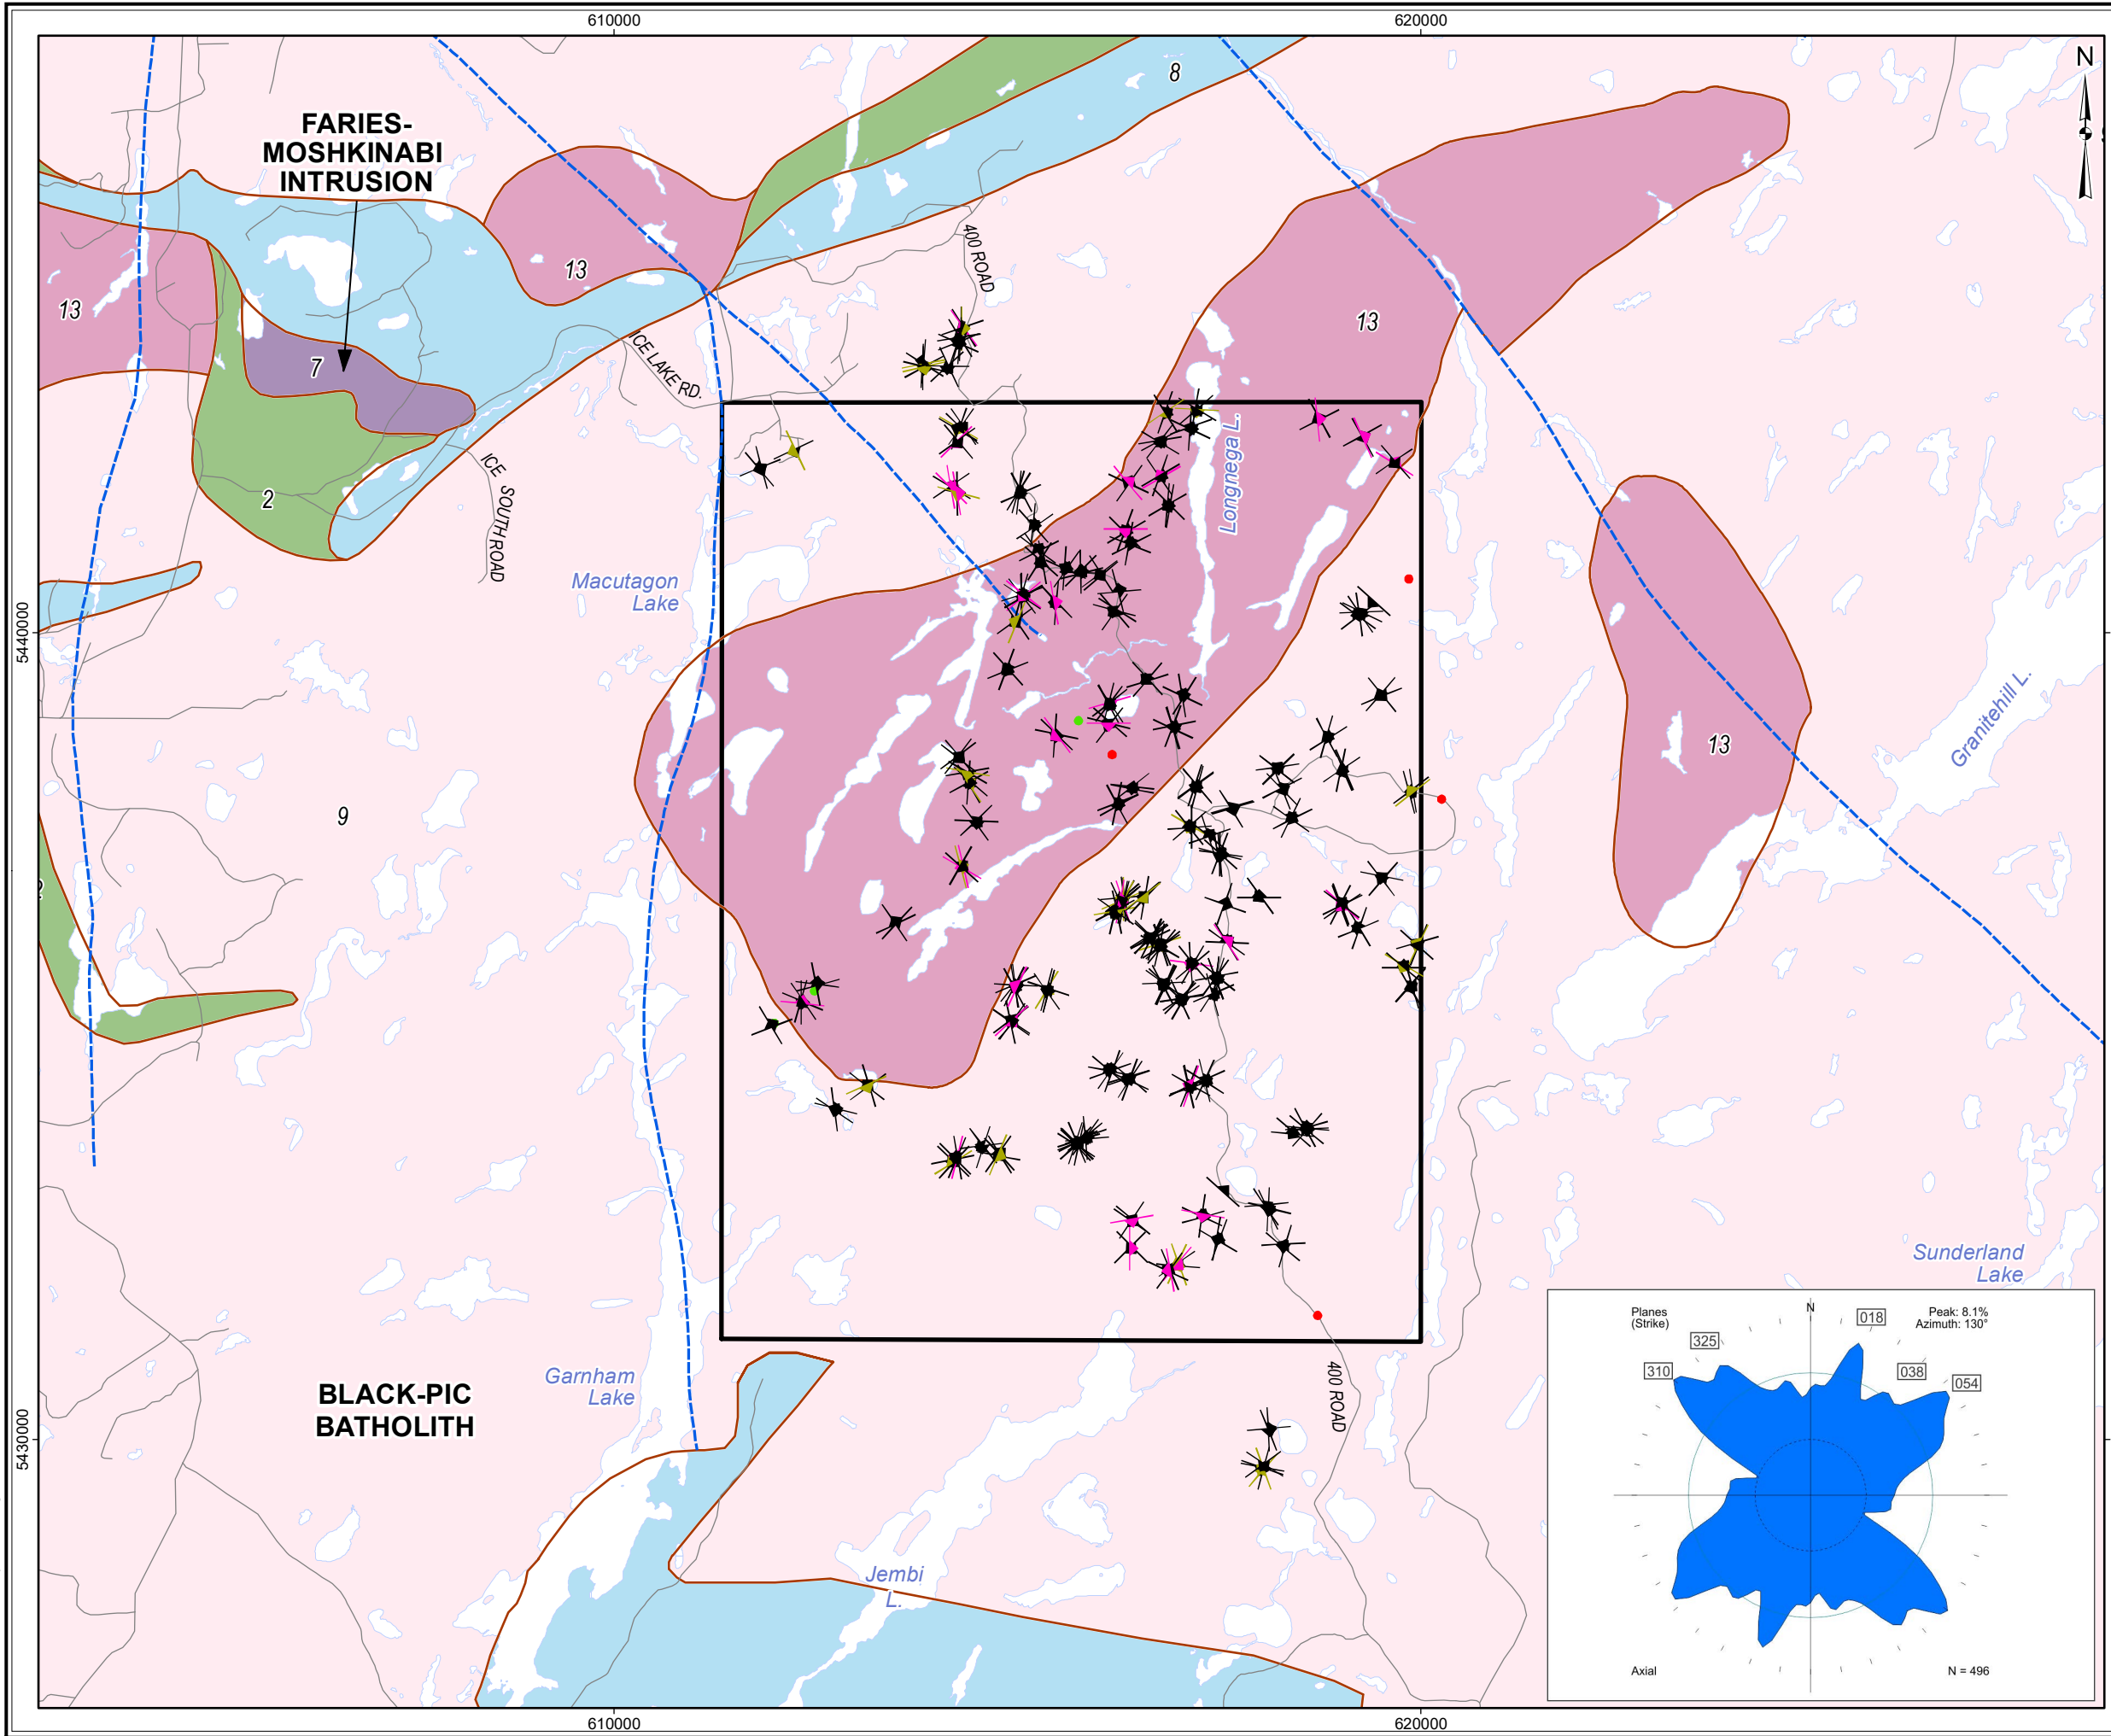 610000
620000
8
N
FARIES-
MOSHKINABI
INTRUSION
13
13
13
400 ROAD
7
ICE LAKE RD.
2
ICE SOUTH ROAD
Longnega L.
Macutagon
Lake
5440000
13
Granitehill L.
9
Sunderland
Lake
Garnham
Lake
BLACK-PIC
BATHOLITH
400 ROAD
5430000
Jembi
L.
Planes
(Strike)
N
018
Peak: 8.1%
Azimuth: 130°
325
310
038
054
Axial
N = 496
610000
620000